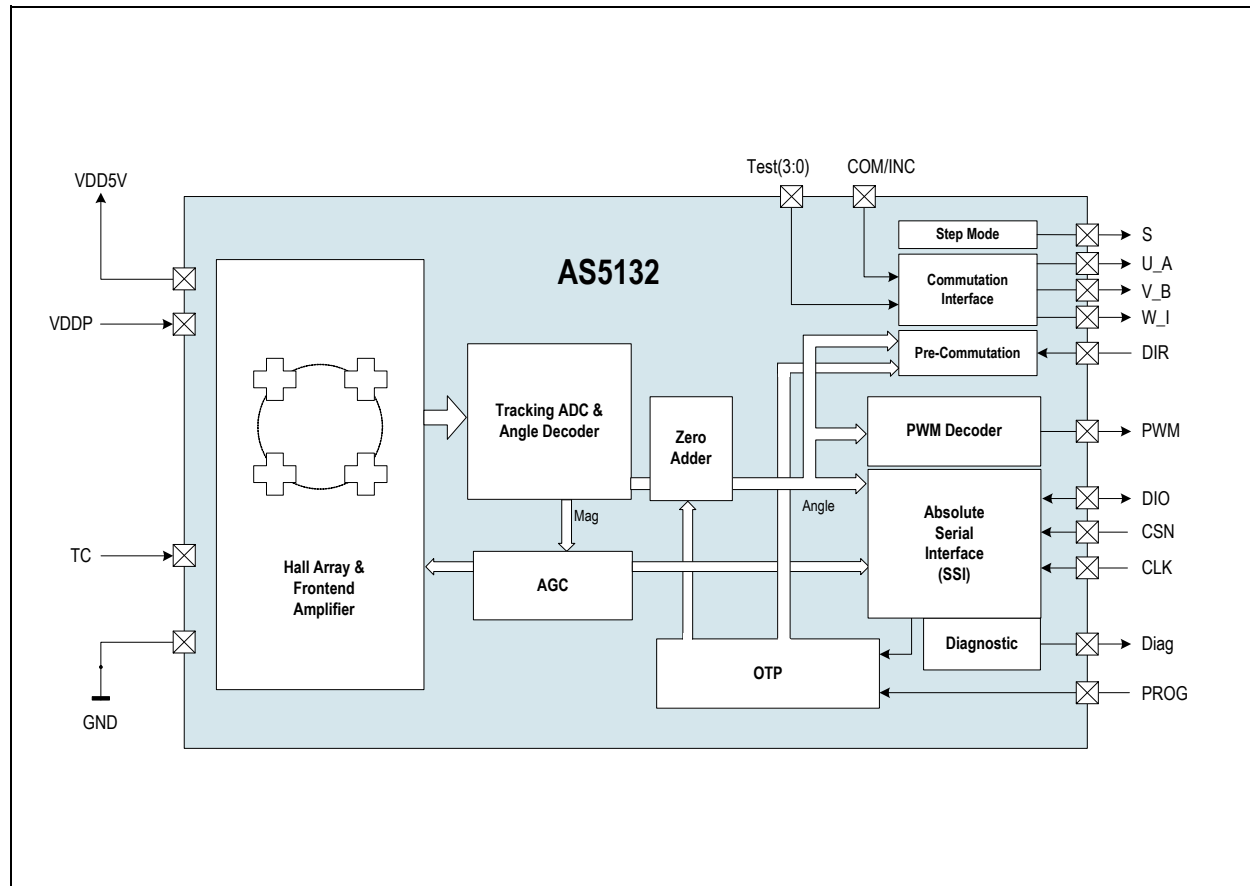 Test(3:0)
COM/INC
VDD5V
VDDP
TC
GND
AS5132
Hall Array &
Frontend
Amplifier
Tracking ADC &
Angle Decoder
Mag
AGC
Zero
Adder
Angle
OTP
Step Mode
Commutation
Interface
Pre-Commutation
PWM Decoder
Absolute
Serial
Interface
(SSI)
Diagnostic
S
U_A
V_B
W_I
DIR
PWM
DIO
CSN
CLK
Diag
PROG